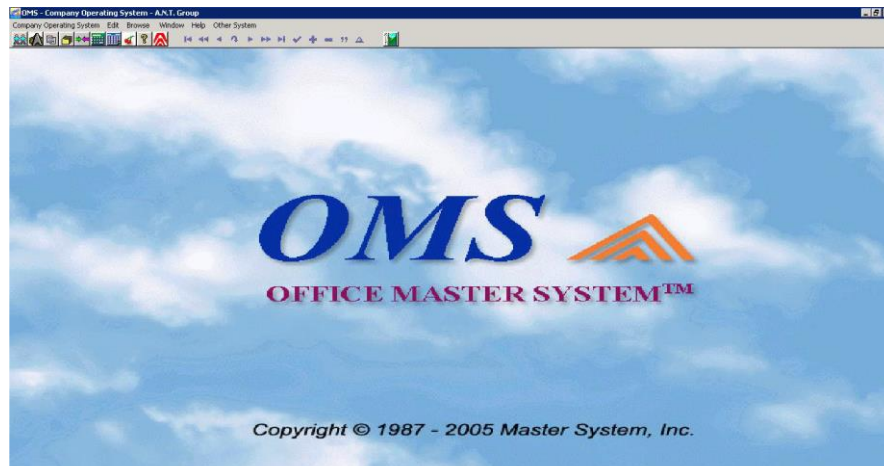 OMS - Company Operating System - A.N.T. Group
Company Operating System Edit Browse Window Help Other System
OMS
OFFICE MASTER SYSTEM™
Copyright © 1987 - 2005 Master System, Inc.